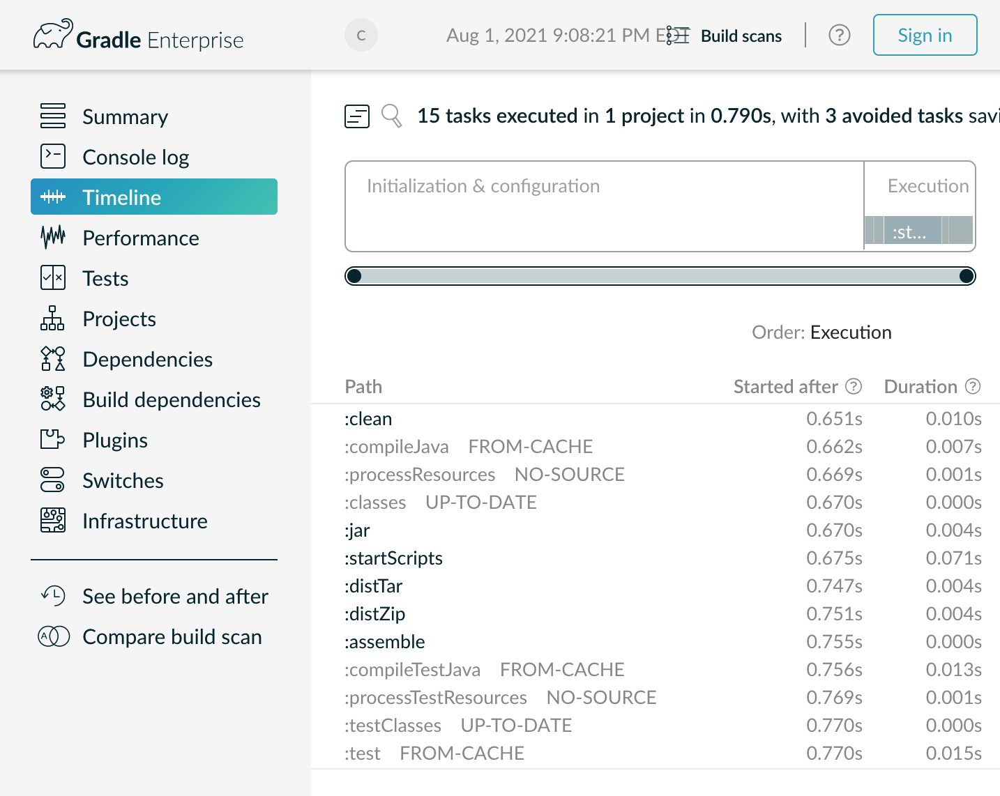 Gradle Enterprise
C
Aug 1, 2021 9:08:21 PM EDT
Build scans
?
Sign in
Summary
Console log
Timeline
Performance
Tests
Projects
Dependencies
Build dependencies
Plugins
Switches
Infrastructure
See before and after
A
Compare build scan
15 tasks executed in 1 project in 0.790s, with 3 avoided tasks savi
Initialization & configuration
Execution
:st...
Order: Execution
Path Started after ? Duration ?
:clean 0.651s 0.010s
:compileJava FROM-CACHE 0.662s 0.007s
:processResources NO-SOURCE 0.669s 0.001s
:classes UP-TO-DATE 0.670s 0.000s
:jar 0.670s 0.004s
:startScripts 0.675s 0.071s
:distTar 0.747s 0.004s
:distZip 0.751s 0.004s
:assemble 0.755s 0.000s
:compileTestJava FROM-CACHE 0.756s 0.013s
:processTestResources NO-SOURCE 0.769s 0.001s
:testClasses UP-TO-DATE 0.770s 0.000s
:test FROM-CACHE 0.770s 0.015s